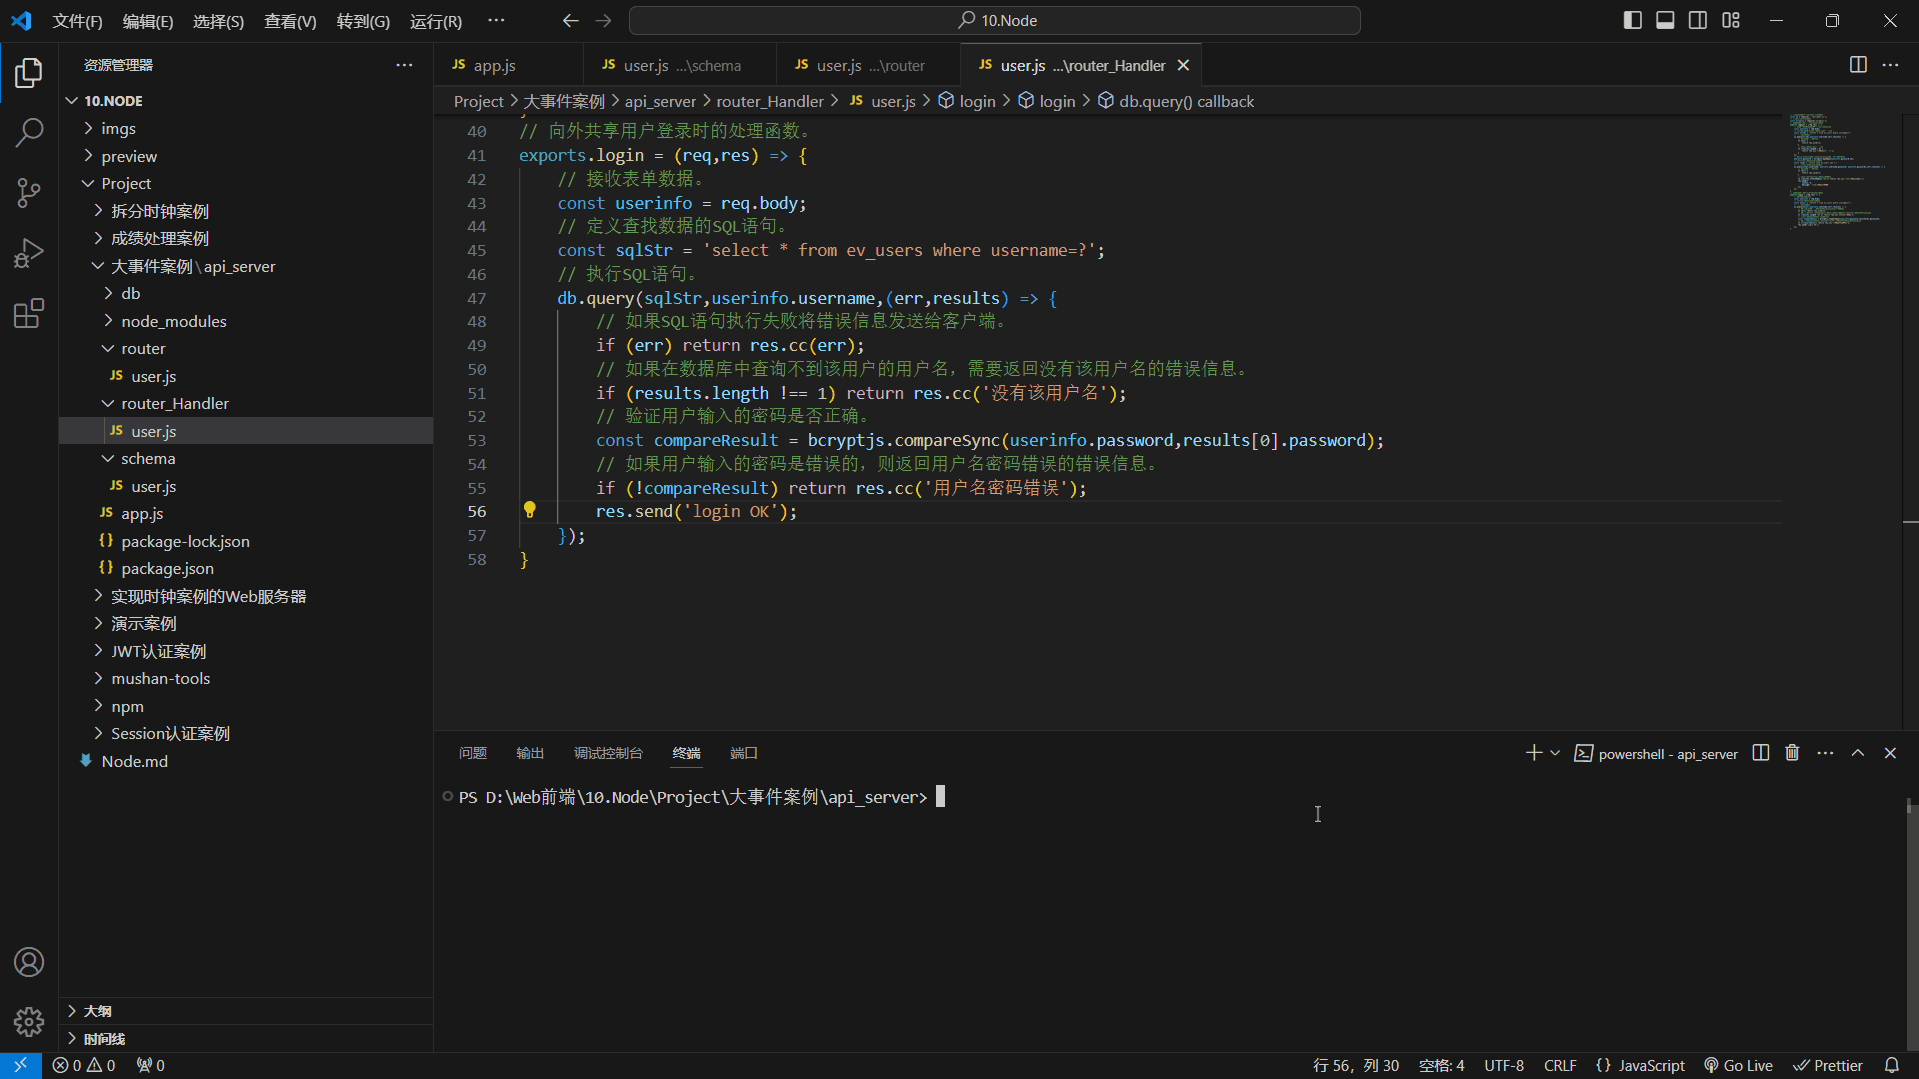 文件(F) 编辑(E) 选择(S) 查看(V) 转到(G) 运行(R) ··· 10.Node
资源管理器
10.NODE
imgs
preview
Project
拆分时钟案例
成绩处理案例
大事件案例\api_server
db
node_modules
router
JS user.js
router_Handler
JS user.js
schema
JS user.js
JS app.js
{} package-lock.json
{} package.json
实现时钟案例的Web服务器
演示案例
JWT认证案例
mushan-tools
npm
Session认证案例
Node.md
大纲
时间线
JS app.js JS user.js ...\schema JS user.js ...\router JS user.js ...\router_Handler
Project > 大事件案例 > api_server > router_Handler > JS user.js > login > login > db.query() callback
40 // 向外共享用户登录时的处理函数。
41 exports.login = (req,res) => {
42 // 接收表单数据。
43 const userinfo = req.body;
44 // 定义查找数据的SQL语句。
45 const sqlStr = 'select * from ev_users where username=?';
46 // 执行SQL语句。
47 db.query(sqlStr,userinfo.username,(err,results) => {
48 // 如果SQL语句执行失败将错误信息发送给客户端。
49 if (err) return res.cc(err);
50 // 如果在数据库中查询不到该用户的用户名，需要返回没有该用户名的错误信息。
51 if (results.length !== 1) return res.cc('没有该用户名');
52 // 验证用户输入的密码是否正确。
53 const compareResult = bcryptjs.compareSync(userinfo.password,results[0].password);
54 // 如果用户输入的密码是错误的，则返回用户名密码错误的错误信息。
55 if (!compareResult) return res.cc('用户名密码错误');
56 res.send('login OK');
57 });
58 }
问题 输出 调试控制台 终端 端口 powershell - api_server
PS D:\Web前端\10.Node\Project\大事件案例\api_server>
0 0 0 行 56，列 30 空格: 4 UTF-8 CRLF {} JavaScript Go Live Prettier